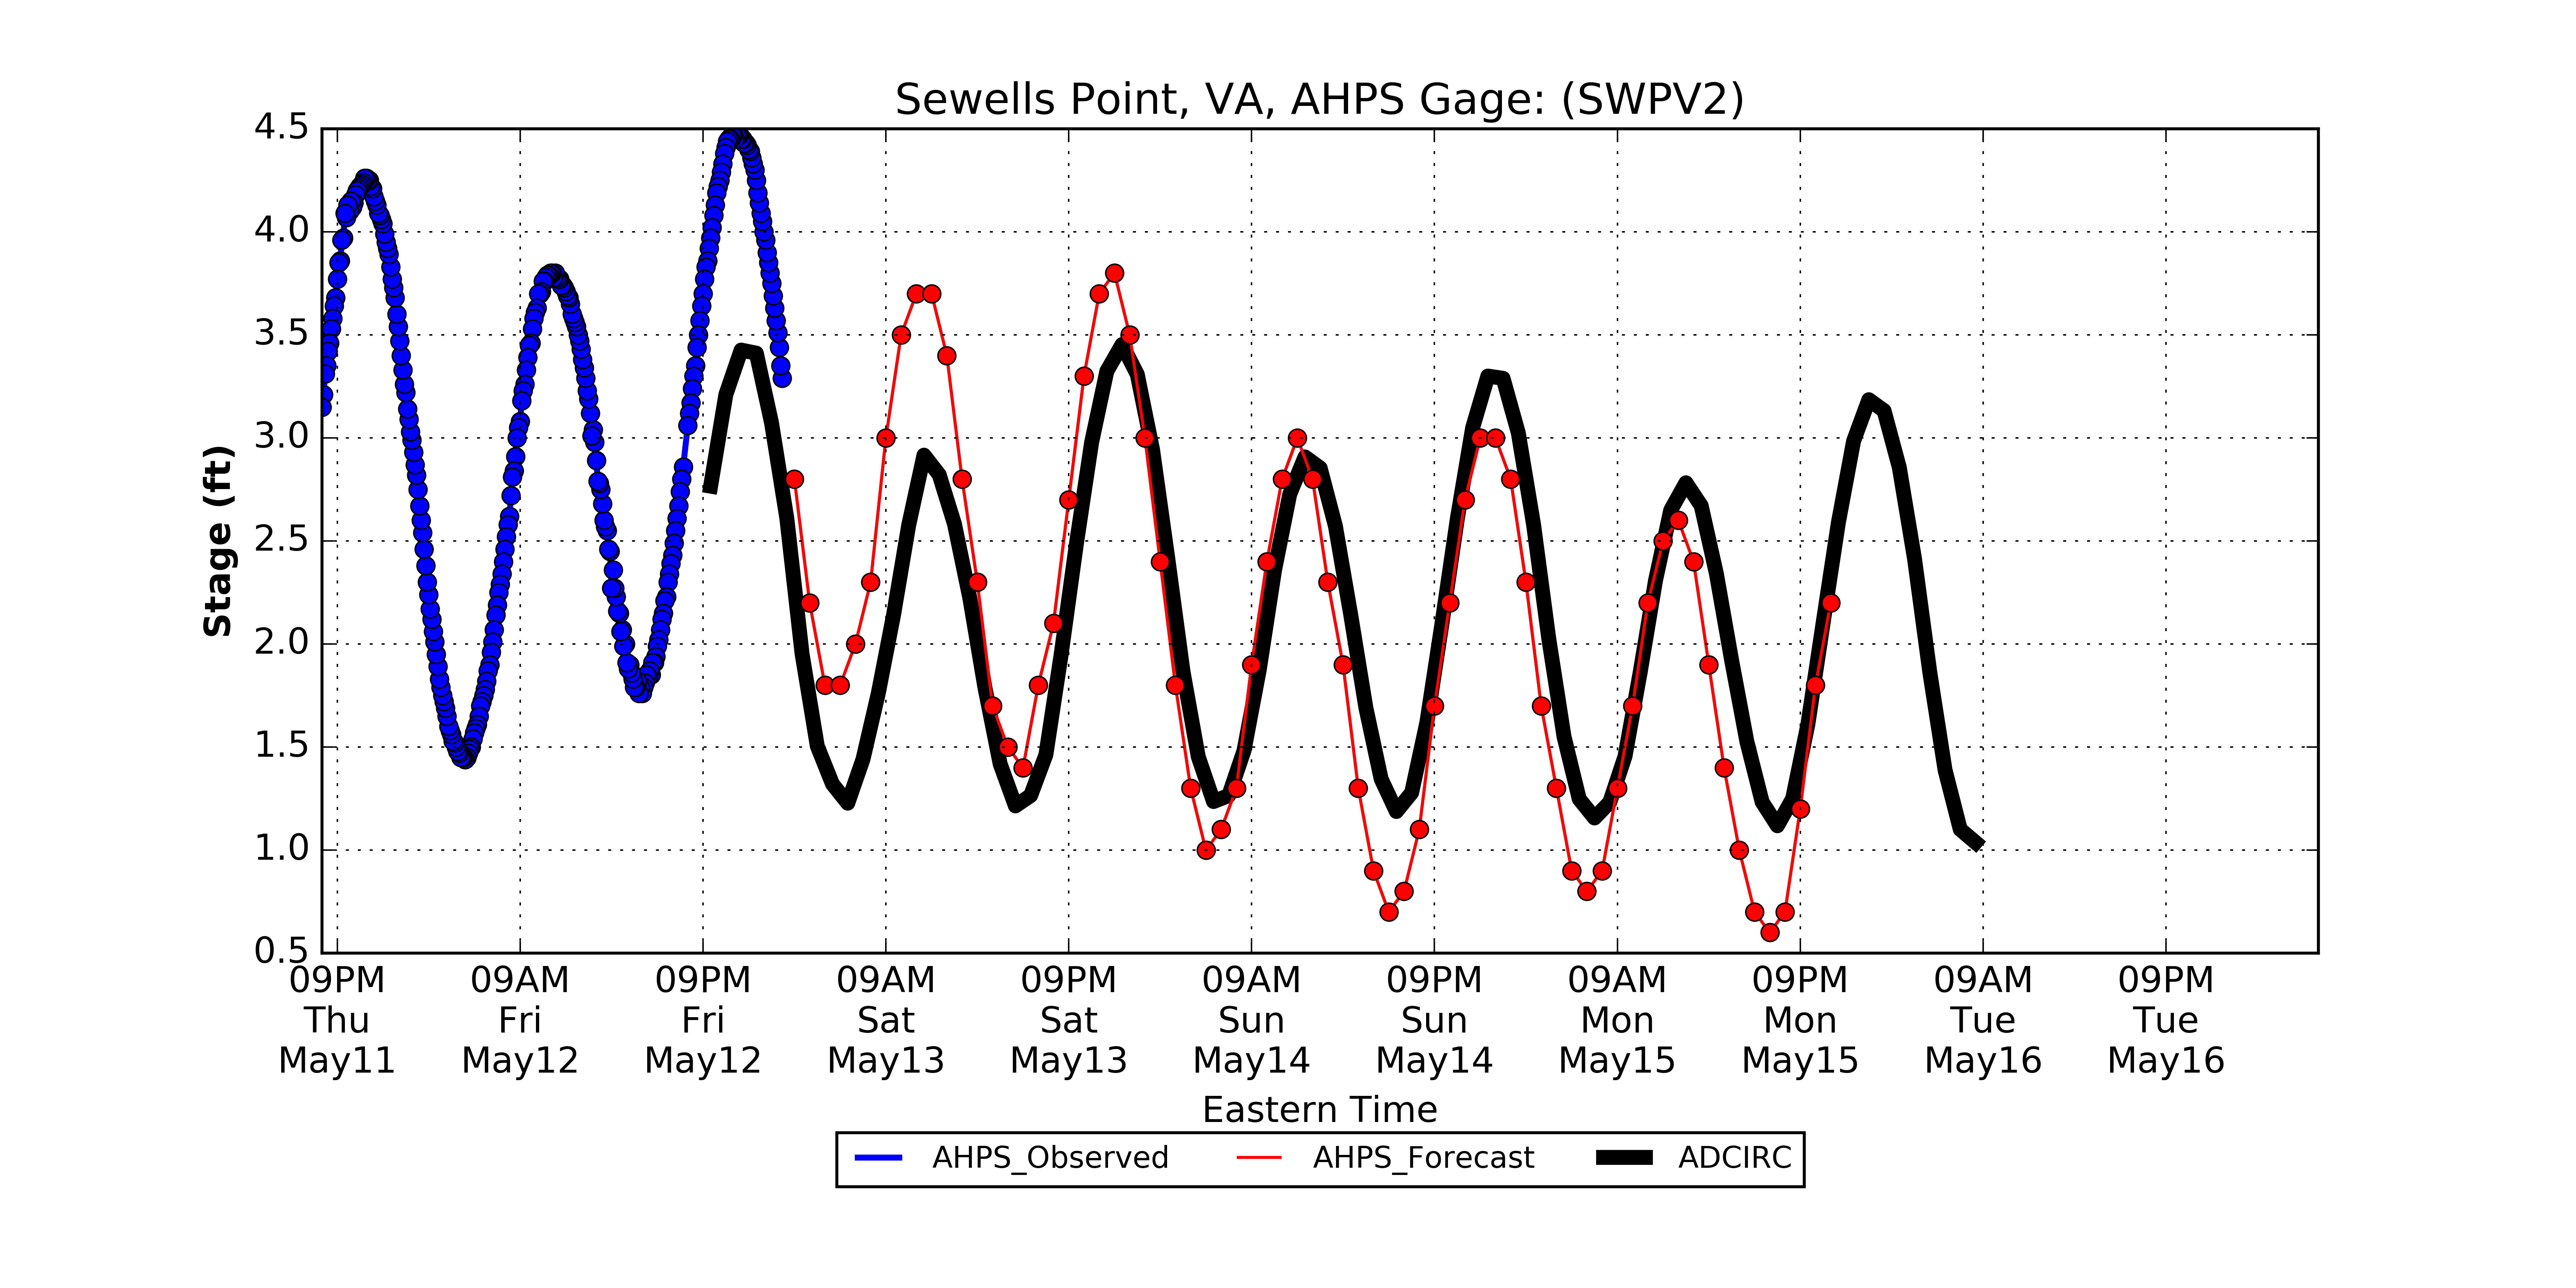 Sewells Point, VA, AHPS Gage: (SWPV2)
4.5
4.0
3.5
3.0
2.5
2.0
1.5
1.0
0.5
Stage (ft)
09PM 09AM 09PM 09AM 09PM 09AM 09PM 09AM 09PM 09AM 09PM
Thu Fri Fri Sat Sat Sun Sun Mon Mon Tue Tue
May11 May12 May12 May13 May13 May14 May14 May15 May15 May16 May16
Eastern Time
AHPS_Observed AHPS_Forecast ADCIRC